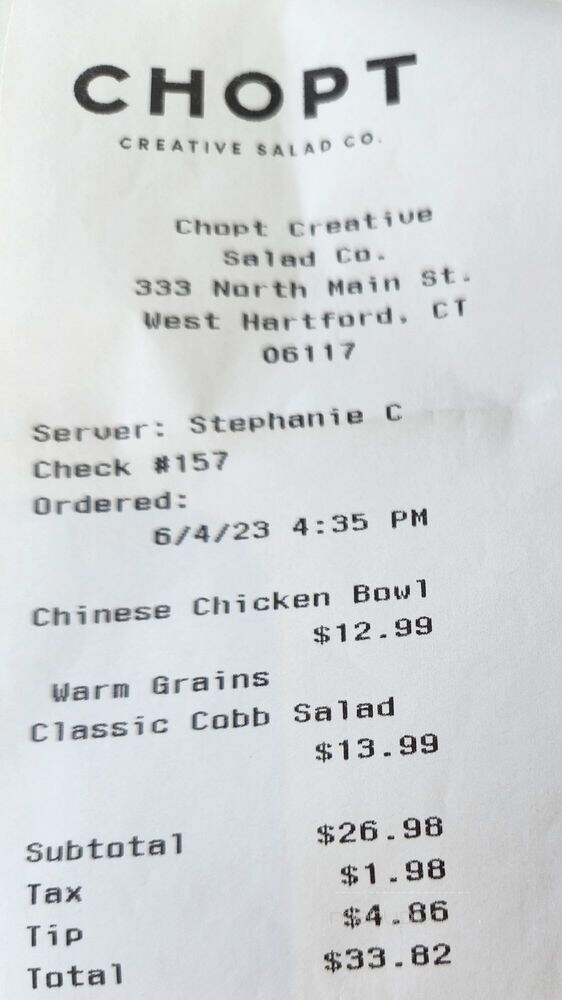 CHOPT
CREATIVE SALAD CO.
Chopt Creative
Salad Co.
333 North Main St.
West Hartford, CT
06117
Server: Stephanie C
Check #157
Ordered:
6/4/23 4:35 PM
Chinese Chicken Bowl
$12.99
Warm Grains
Classic Cobb Salad
$13.99
Subtotal $26.98
Tax $1.98
Tip $4.86
Total $33.82